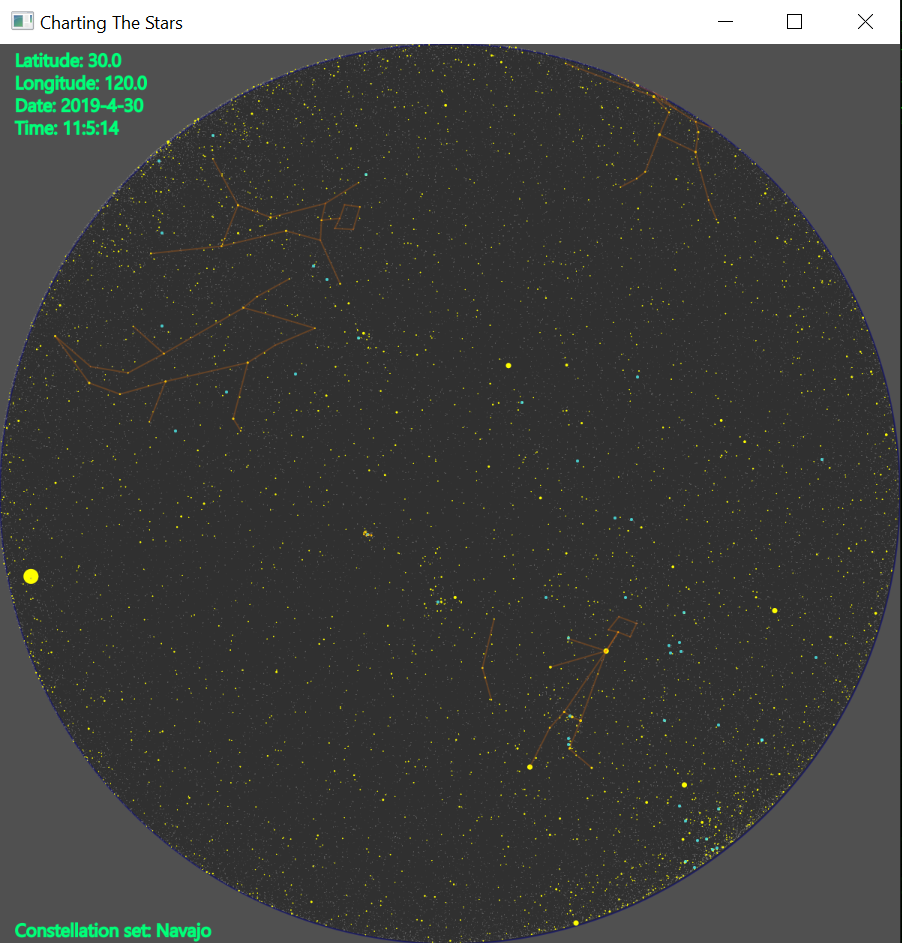 Charting The Stars
Latitude: 30.0
Longitude: 120.0
Date: 2019-4-30
Time: 11:5:14
Constellation set: Navajo